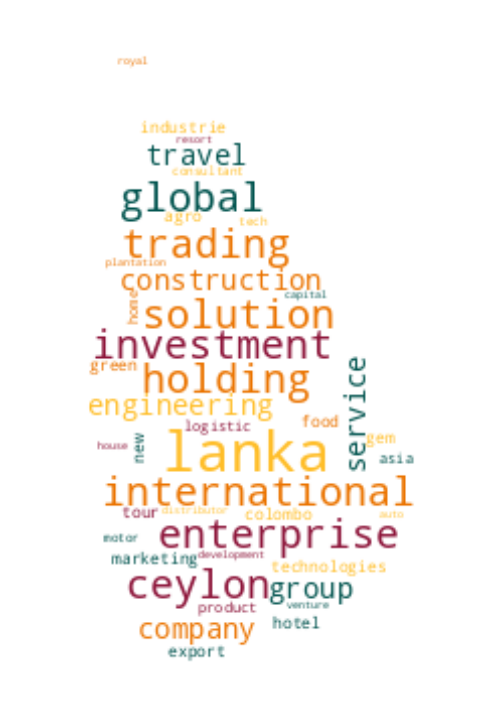 royal
industrie
resort
travel
consultant
global
agro
tech
trading
plantation
construction
capital
home
solution
investment
green
holding
service
engineering
food
logistic
new
gem
house
lanka
asia
international
tour
distributor
colombo
auto
enterprise
motor
marketing
development
technologies
ceylon
group
product
venture
company
hotel
export